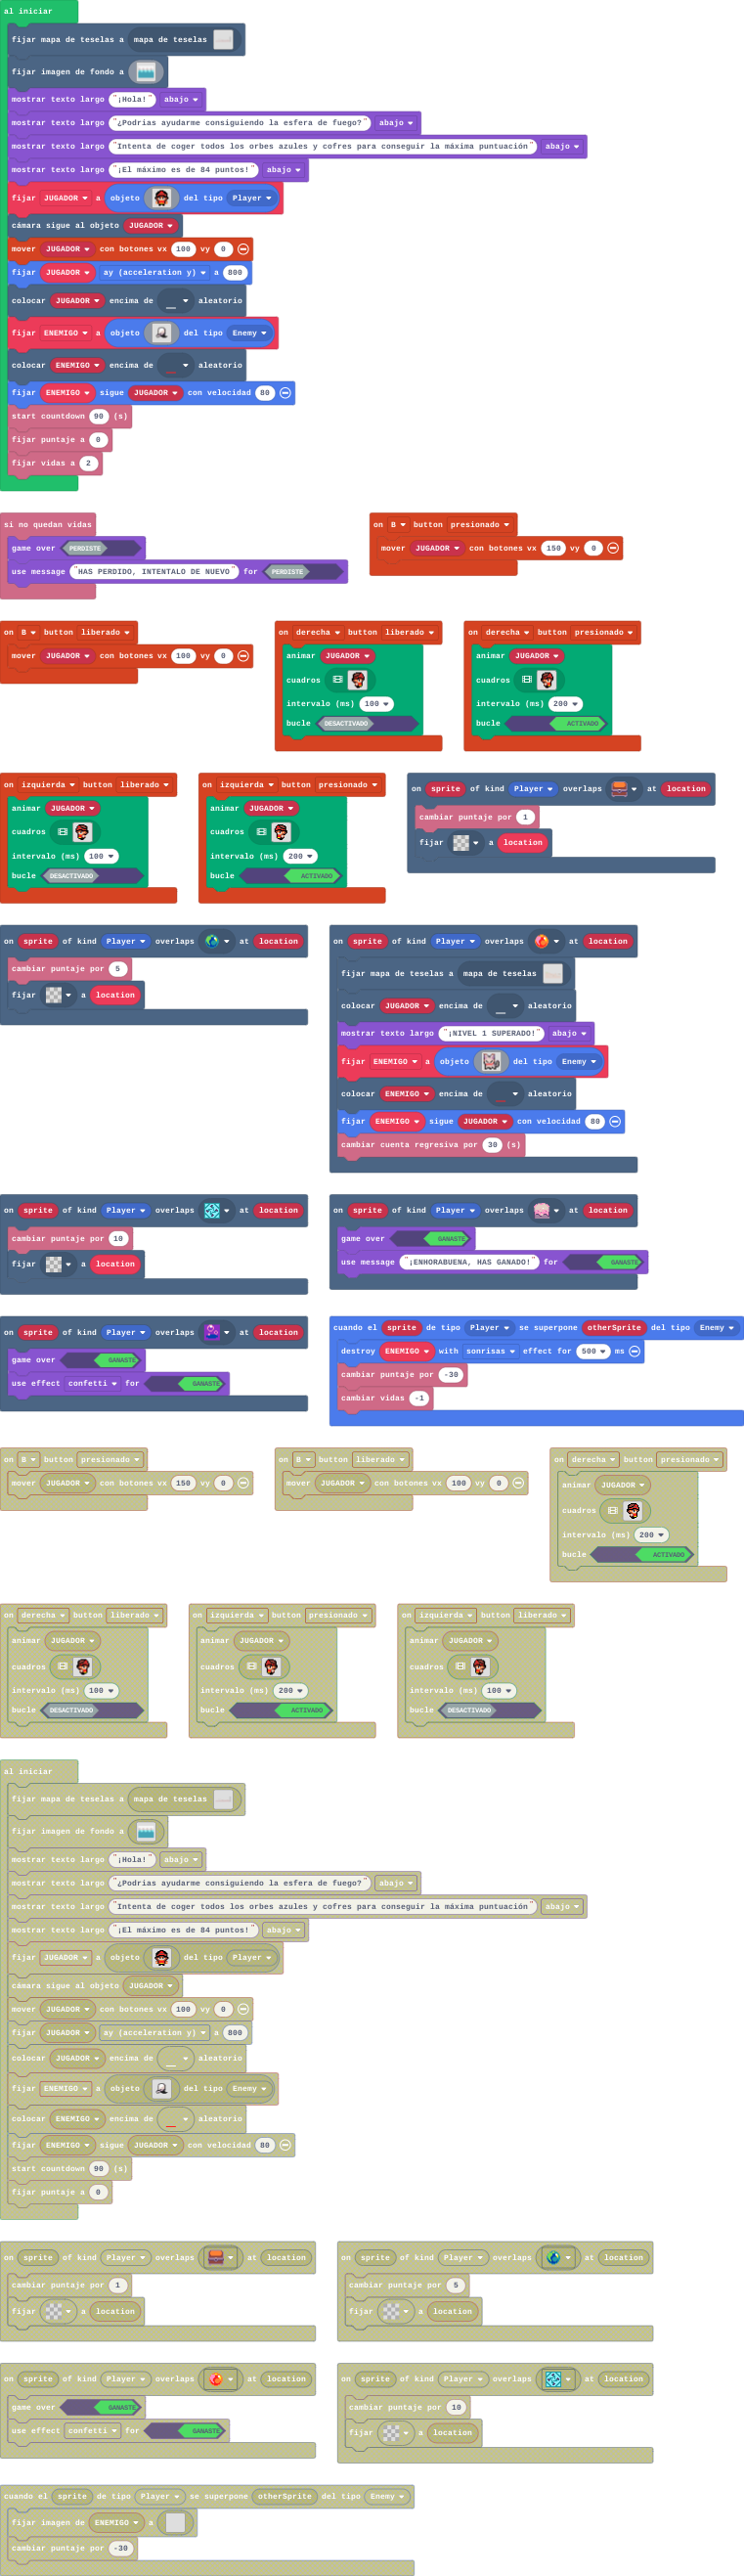 al iniciar
fijar mapa de teselas a mapa de teselas
fijar imagen de fondo a
mostrar texto largo "¡Hola!" abajo
mostrar texto largo "¿Podrías ayudarme consiguiendo la esfera de fuego?" abajo
mostrar texto largo "Intenta de coger todos los orbes azules y cofres para conseguir la máxima puntuación" abajo
mostrar texto largo "¡El máximo es de 84 puntos!" abajo
fijar JUGADOR a objeto del tipo Player
cámara sigue al objeto JUGADOR
mover JUGADOR con botones vx 100 vy 0
fijar JUGADOR ay (acceleration y) a 800
colocar JUGADOR encima de aleatorio
fijar ENEMIGO a objeto del tipo Enemy
colocar ENEMIGO encima de aleatorio
fijar ENEMIGO sigue JUGADOR con velocidad 80
start countdown 90 (s)
fijar puntaje a 0
fijar vidas a 2
si no quedan vidas
game over PERDISTE
use message "HAS PERDIDO, INTENTALO DE NUEVO" for PERDISTE
on B button presionado
mover JUGADOR con botones vx 150 vy 0
on B button liberado
mover JUGADOR con botones vx 100 vy 0
on derecha button liberado
animar JUGADOR
cuadros
intervalo (ms) 100
bucle DESACTIVADO
on derecha button presionado
animar JUGADOR
cuadros
intervalo (ms) 200
bucle ACTIVADO
on izquierda button liberado
animar JUGADOR
cuadros
intervalo (ms) 100
bucle DESACTIVADO
on izquierda button presionado
animar JUGADOR
cuadros
intervalo (ms) 200
bucle ACTIVADO
on sprite of kind Player overlaps at location
cambiar puntaje por 1
fijar a location
on sprite of kind Player overlaps at location
cambiar puntaje por 5
fijar a location
on sprite of kind Player overlaps at location
fijar mapa de teselas a mapa de teselas
colocar JUGADOR encima de aleatorio
mostrar texto largo "¡NIVEL 1 SUPERADO!" abajo
fijar ENEMIGO a objeto del tipo Enemy
colocar ENEMIGO encima de aleatorio
fijar ENEMIGO sigue JUGADOR con velocidad 80
cambiar cuenta regresiva por 30 (s)
on sprite of kind Player overlaps at location
cambiar puntaje por 10
fijar a location
on sprite of kind Player overlaps at location
game over GANASTE
use message "¡ENHORABUENA, HAS GANADO!" for GANASTE
on sprite of kind Player overlaps at location
game over GANASTE
use effect confetti for GANASTE
cuando el sprite de tipo Player se superpone otherSprite del tipo Enemy
destroy ENEMIGO with sonrisas effect for 500 ms
cambiar puntaje por -30
cambiar vidas -1
on B button presionado
mover JUGADOR con botones vx 150 vy 0
on B button liberado
mover JUGADOR con botones vx 100 vy 0
on derecha button presionado
animar JUGADOR
cuadros
intervalo (ms) 200
bucle ACTIVADO
on derecha button liberado
animar JUGADOR
cuadros
intervalo (ms) 100
bucle DESACTIVADO
on izquierda button presionado
animar JUGADOR
cuadros
intervalo (ms) 200
bucle ACTIVADO
on izquierda button liberado
animar JUGADOR
cuadros
intervalo (ms) 100
bucle DESACTIVADO
al iniciar
fijar mapa de teselas a mapa de teselas
fijar imagen de fondo a
mostrar texto largo "¡Hola!" abajo
mostrar texto largo "¿Podrías ayudarme consiguiendo la esfera de fuego?" abajo
mostrar texto largo "Intenta de coger todos los orbes azules y cofres para conseguir la máxima puntuación" abajo
mostrar texto largo "¡El máximo es de 84 puntos!" abajo
fijar JUGADOR a objeto del tipo Player
cámara sigue al objeto JUGADOR
mover JUGADOR con botones vx 100 vy 0
fijar JUGADOR ay (acceleration y) a 800
colocar JUGADOR encima de aleatorio
fijar ENEMIGO a objeto del tipo Enemy
colocar ENEMIGO encima de aleatorio
fijar ENEMIGO sigue JUGADOR con velocidad 80
start countdown 90 (s)
fijar puntaje a 0
on sprite of kind Player overlaps at location
cambiar puntaje por 1
fijar a location
on sprite of kind Player overlaps at location
cambiar puntaje por 5
fijar a location
on sprite of kind Player overlaps at location
game over GANASTE
use effect confetti for GANASTE
on sprite of kind Player overlaps at location
cambiar puntaje por 10
fijar a location
cuando el sprite de tipo Player se superpone otherSprite del tipo Enemy
fijar imagen de ENEMIGO a
cambiar puntaje por -30